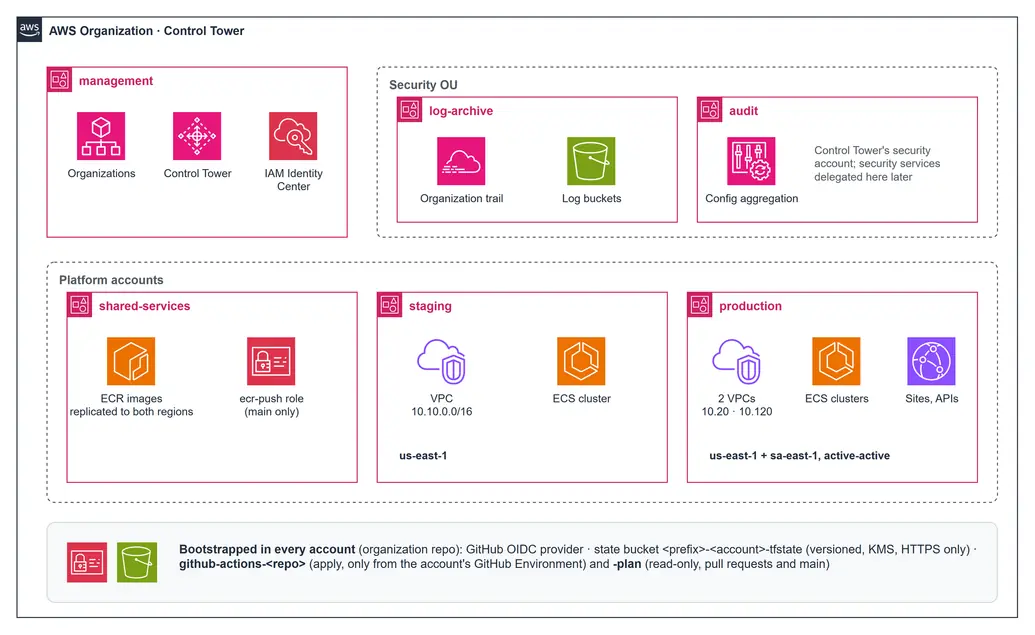 aws
AWS Organization · Control Tower
management
Organizations
Control Tower
IAM Identity
Center
Security OU
log-archive
Organization trail
Log buckets
audit
Config aggregation
Control Tower's security
account; security services
delegated here later
Platform accounts
shared-services
ECR images
replicated to both regions
ecr-push role
(main only)
staging
VPC
10.10.0.0/16
ECS cluster
us-east-1
production
2 VPCs
10.20 · 10.120
ECS clusters
Sites, APIs
us-east-1 + sa-east-1, active-active
Bootstrapped in every account (organization repo): GitHub OIDC provider · state bucket <prefix>-<account>-tfstate (versioned, KMS, HTTPS only) ·
github-actions-<repo> (apply, only from the account's GitHub Environment) and -plan (read-only, pull requests and main)